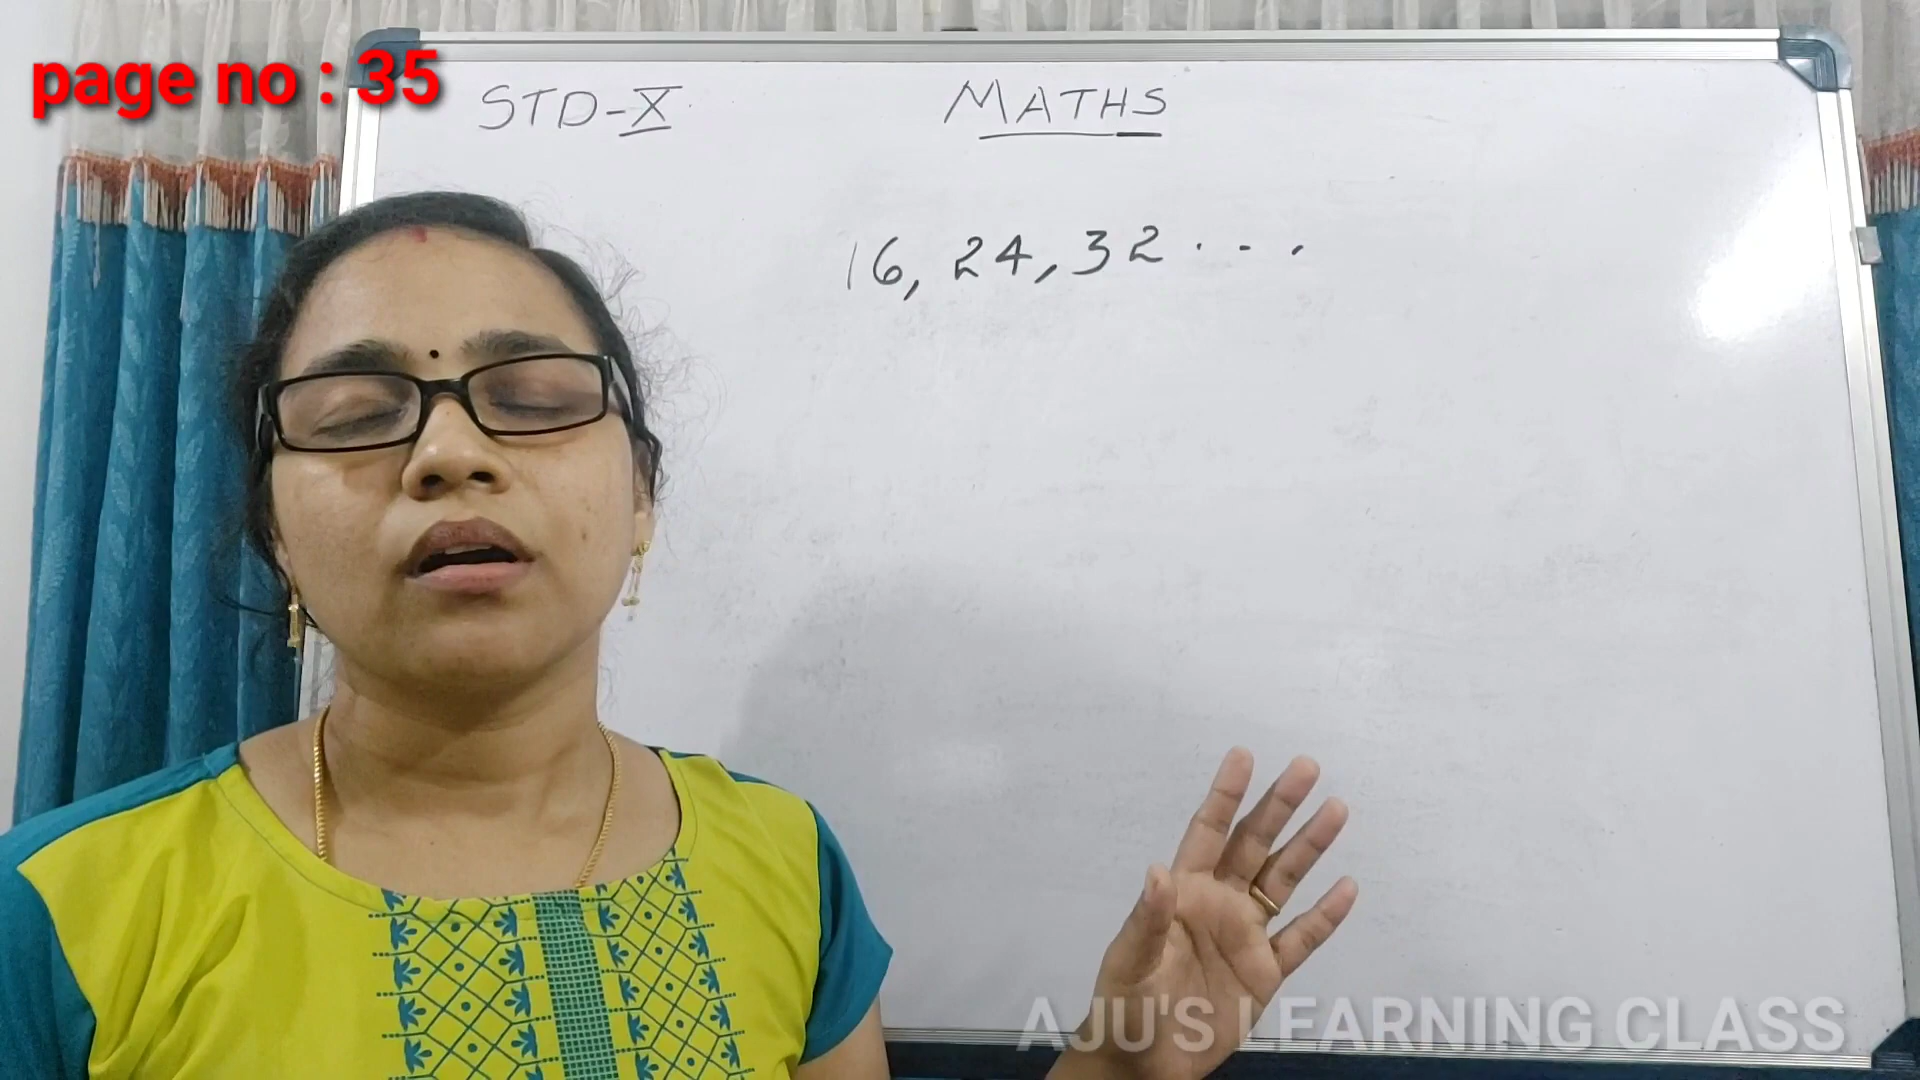 page no : 35
STD-X
MATHS
16, 24, 32 . . .
AJU'S LEARNING CLASS